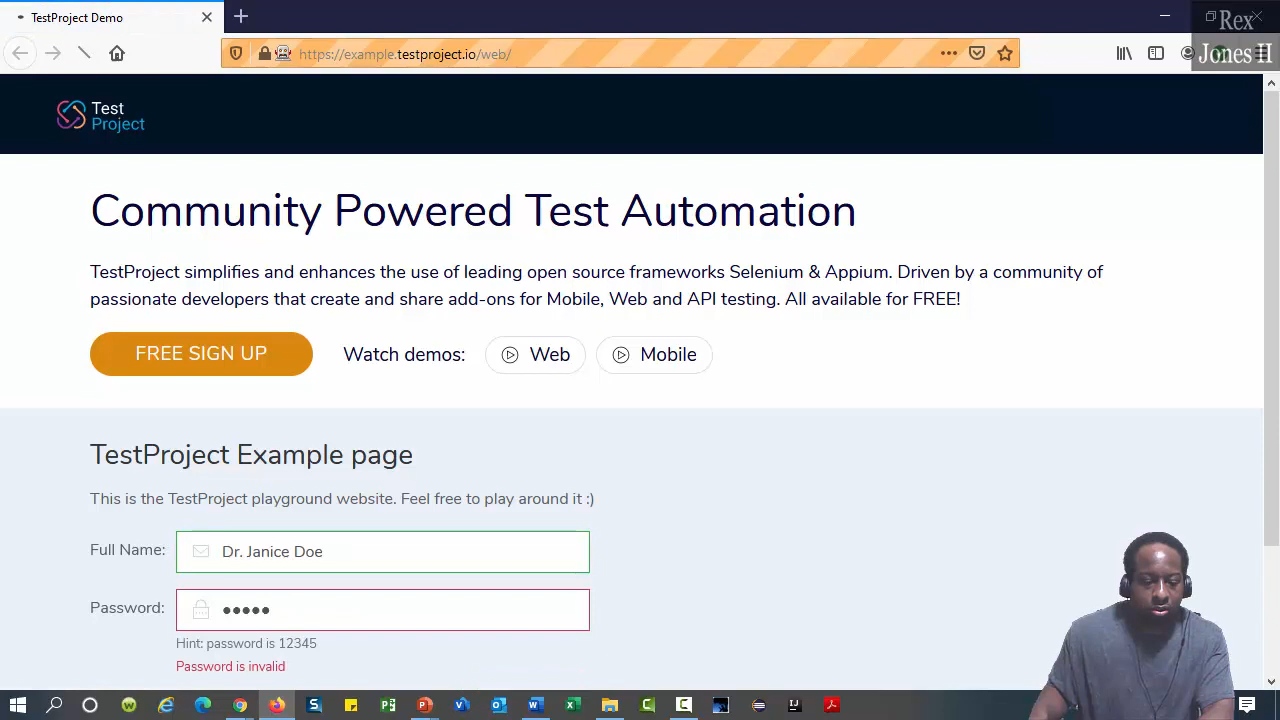 TestProject Demo
Rex
Jones H
https://example.testproject.io/web/
Test
Project
Community Powered Test Automation
TestProject simplifies and enhances the use of leading open source frameworks Selenium & Appium. Driven by a community of
passionate developers that create and share add-ons for Mobile, Web and API testing. All available for FREE!
FREE SIGN UP
Watch demos:
Web
Mobile
TestProject Example page
This is the TestProject playground website. Feel free to play around it :)
Full Name:
Dr. Janice Doe
Password:
•••••
Hint: password is 12345
Password is invalid